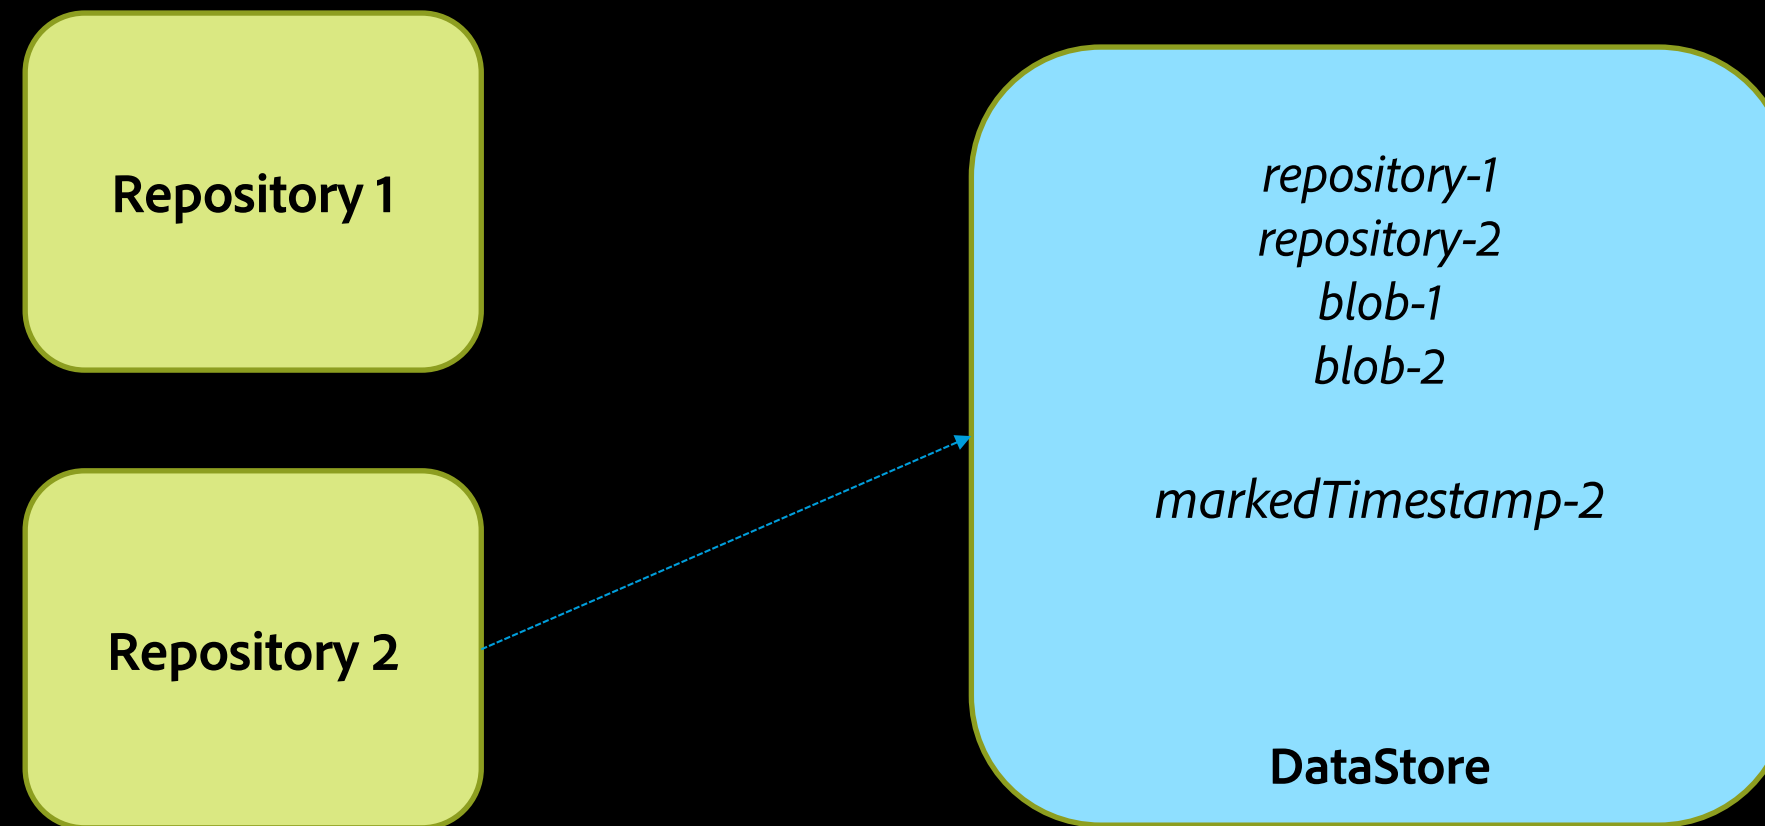 Repository 1
Repository 2
repository-1
repository-2
blob-1
blob-2
markedTimestamp-2
DataStore